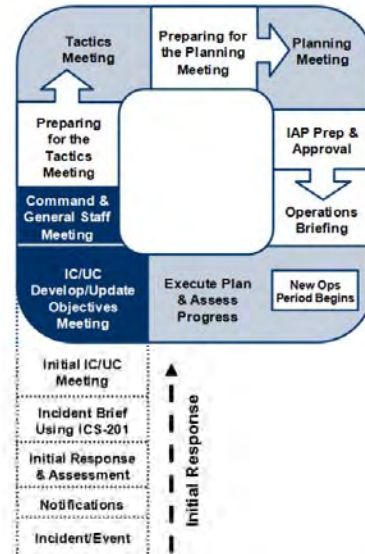 Tactics
Meeting
Preparing for
the Planning
Meeting
Planning
Meeting
Preparing
for the
Tactics
Meeting
IAP Prep &
Approval
Command &
General Staff
Meeting
Operations
Briefing
IC/UC
Develop/Update
Objectives
Meeting
Execute Plan
& Assess
Progress
New Ops
Period Begins
Initial IC/UC
Meeting
Incident Brief
Using ICS-201
Initial Response
& Assessment
Notifications
Incident/Event
Initial Response